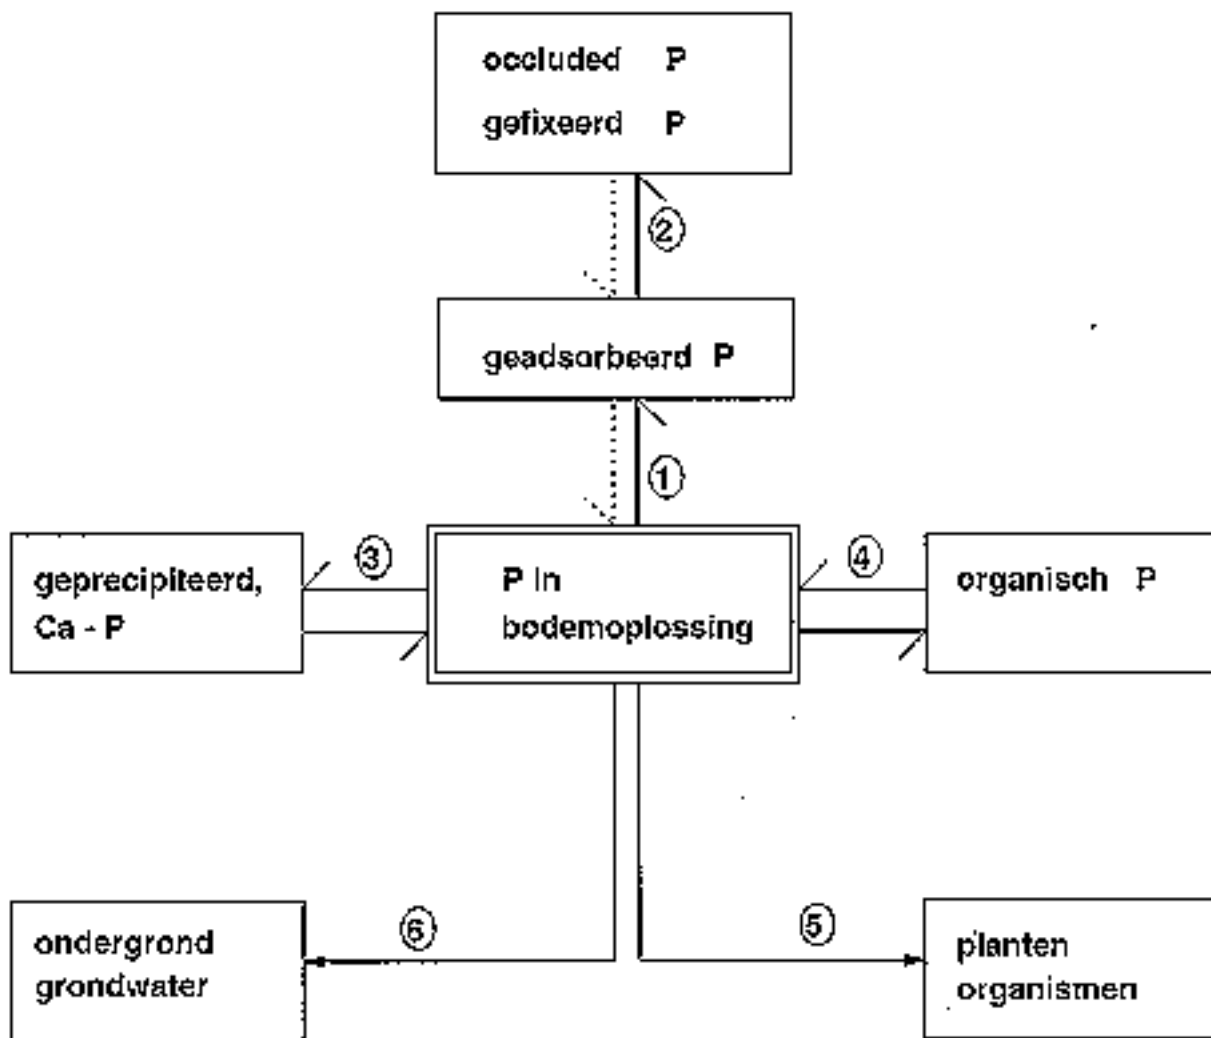 occluded P
gefixeerd P
②
geadsorbeerd P
①
geprecipiteerd,
Ca - P
③
P in
bodemoplossing
④
organisch P
ondergrond
grondwater
⑥
⑤
planten
organismen